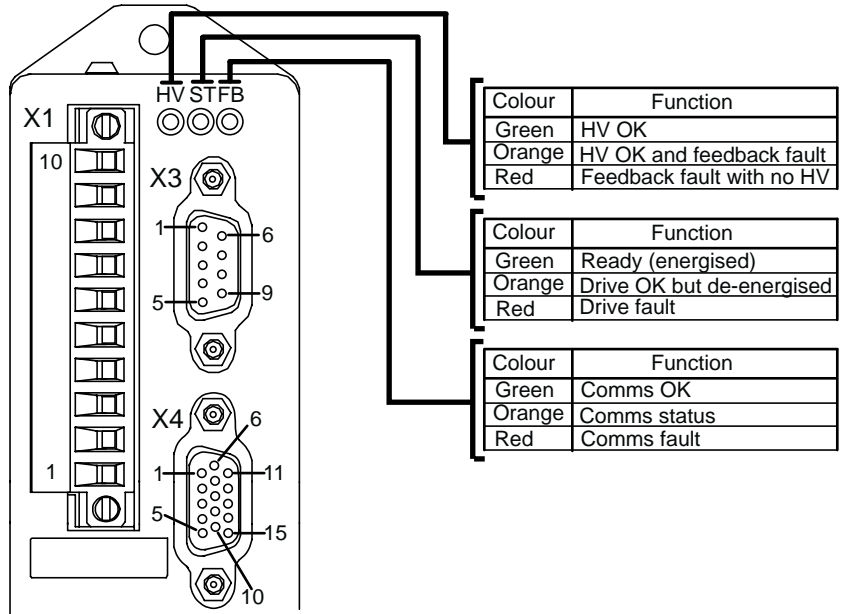 HV ST FB
X1
10
1
X3
1
6
5
9
X4
6
1
11
5
15
10
Colour Function
Green HV OK
Orange HV OK and feedback fault
Red Feedback fault with no HV
Colour Function
Green Ready (energised)
Orange Drive OK but de-energised
Red Drive fault
Colour Function
Green Comms OK
Orange Comms status
Red Comms fault